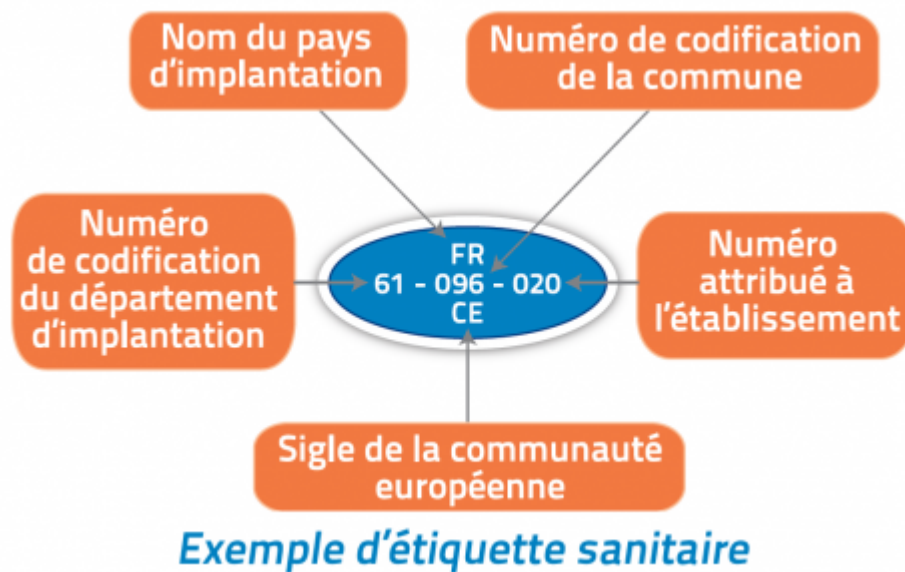 Nom du pays
d'implantation
Numéro de codification
de la commune
Numéro
de codification
du département
d'implantation
FR
61 - 096 - 020
CE
Numéro
attribué à
l'établissement
Sigle de la communauté
européenne
Exemple d'étiquette sanitaire